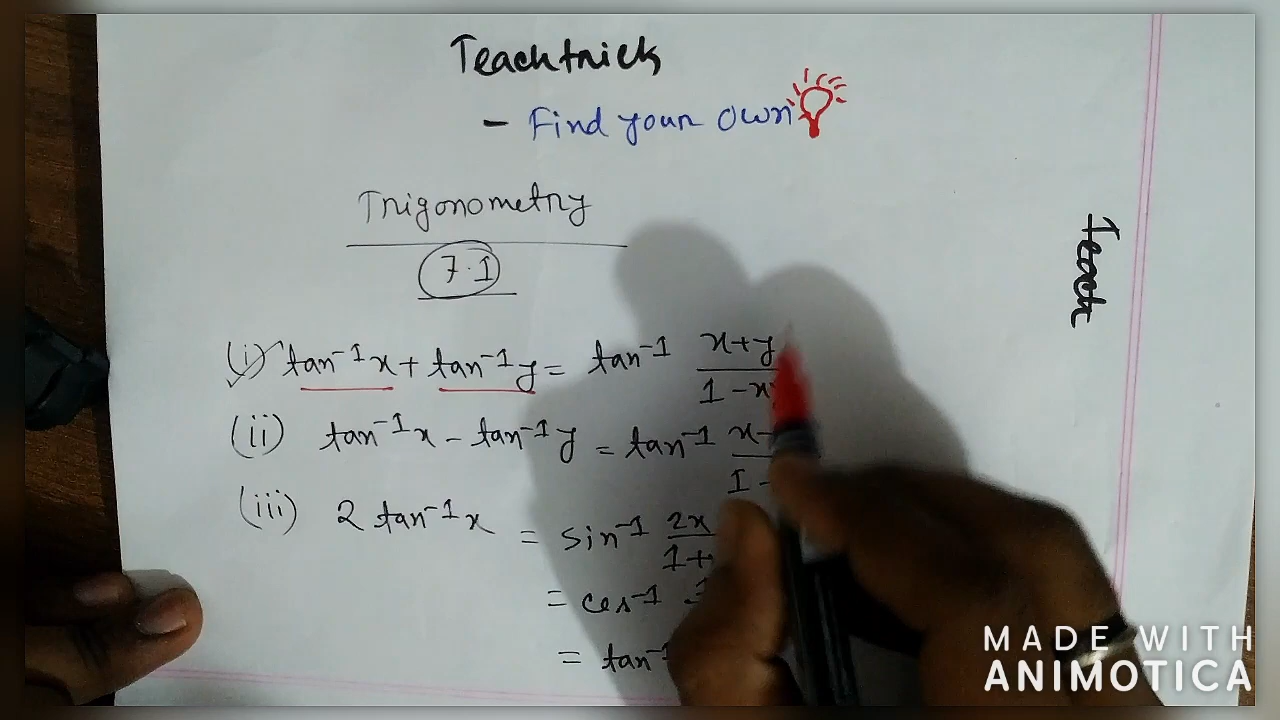 Teachtrick
- Find your own
Trigonometry
7.1
(i) tan⁻¹x + tan⁻¹y = tan⁻¹ x+y / 1-x
(ii) tan⁻¹x - tan⁻¹y = tan⁻¹ x- / 1-
(iii) 2 tan⁻¹x = sin⁻¹ 2x / 1+
= cos⁻¹
= tan⁻
Teach
MADE WITH
ANIMOTICA